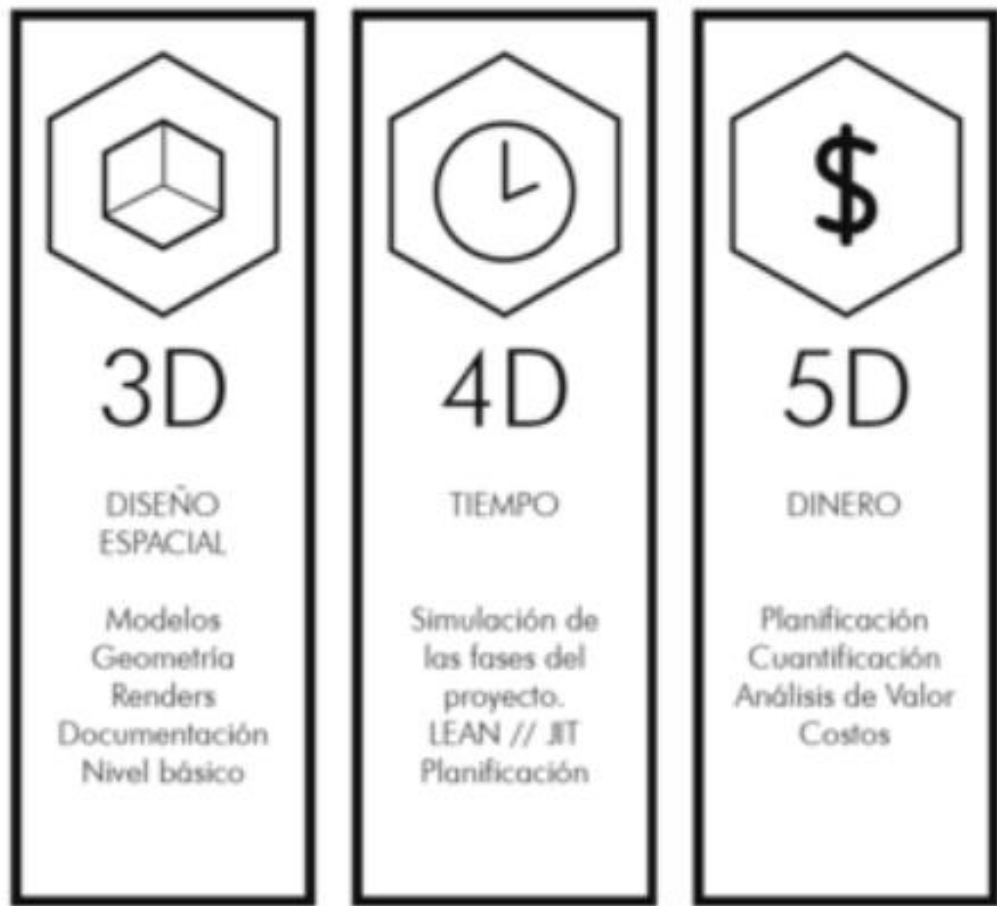 3D
DISEÑO
ESPACIAL
Modelos
Geometría
Renders
Documentación
Nivel básico
4D
TIEMPO
Simulación de
las fases del
proyecto.
LEAN // JIT
Planificación
$
5D
DINERO
Planificación
Cuantificación
Análisis de Valor
Costos